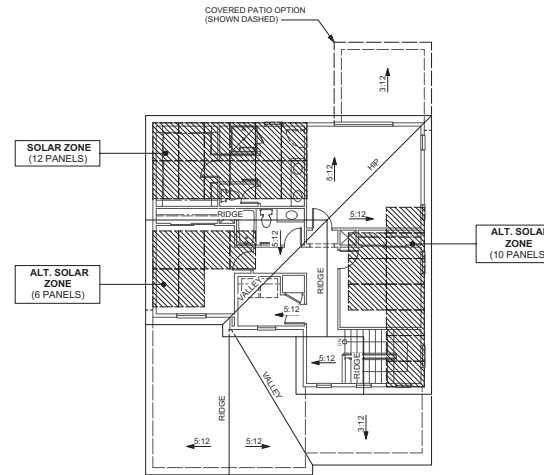 COVERED PATIO OPTION
(SHOWN DASHED)
3:12
SOLAR ZONE
(12 PANELS)
HIP
5:12
RIDGE
5:12
5:12
ALT. SOLAR
ZONE
(10 PANELS)
ALT. SOLAR
ZONE
(6 PANELS)
VALLEY
RIDGE
5:12
DN
5:12
RIDGE
VALLEY
RIDGE
3:12
5:12
5:12